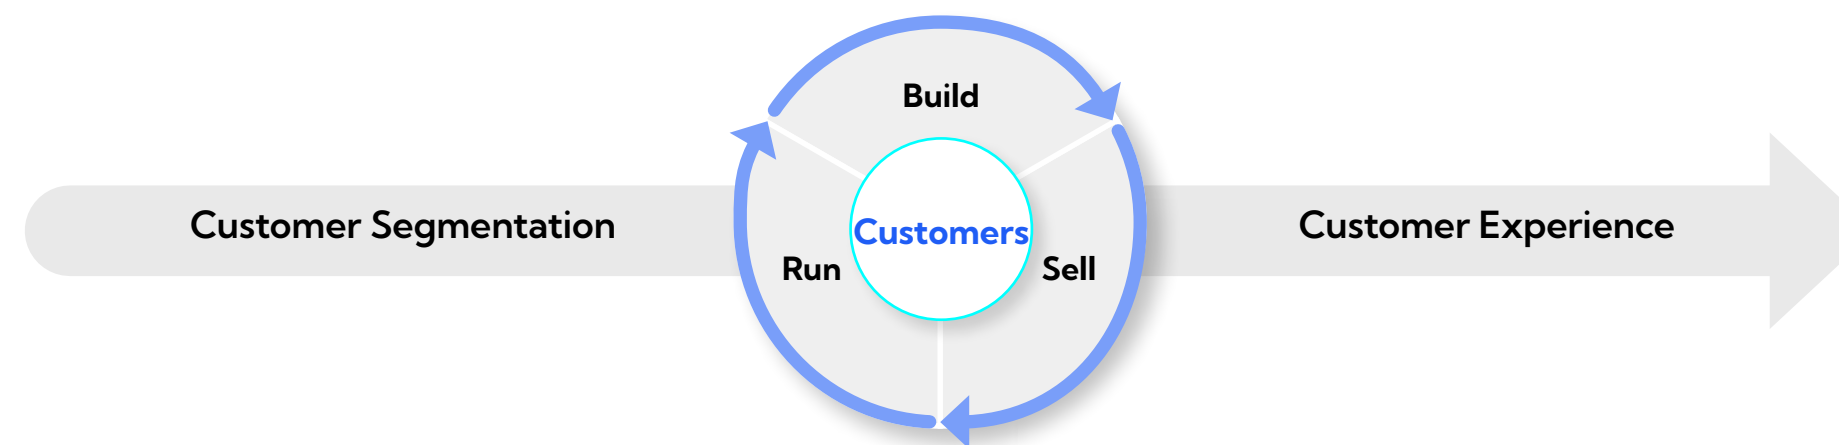 Build
Customer Segmentation
Customers
Customer Experience
Run
Sell